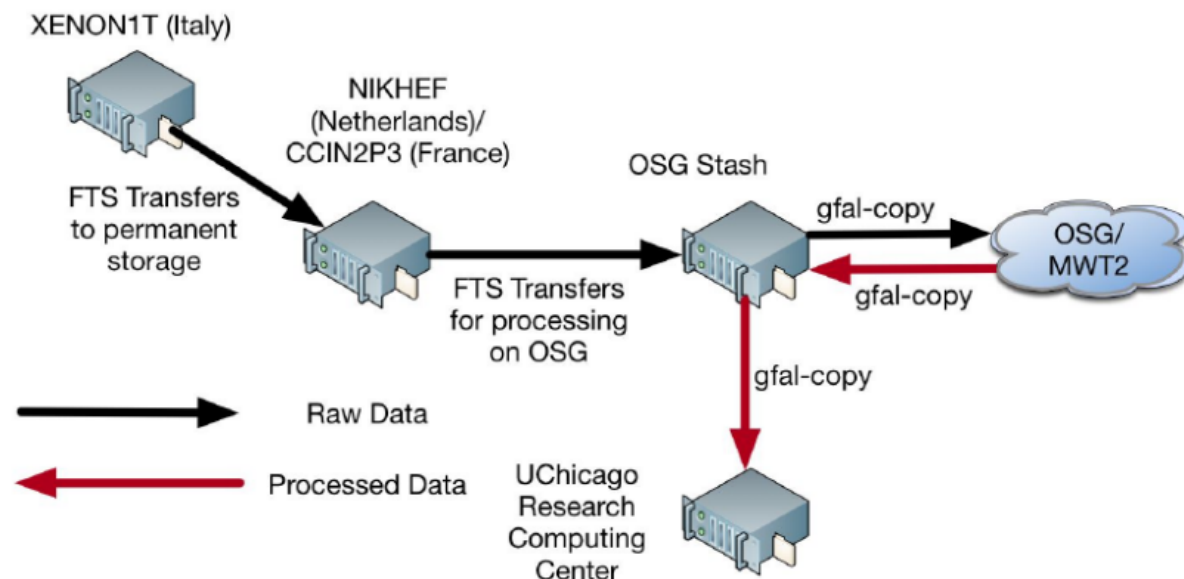 XENON1T (Italy)
NIKHEF
(Netherlands)/
CCIN2P3 (France)
OSG Stash
FTS Transfers
to permanent
storage
gfal-copy
OSG/
MWT2
gfal-copy
FTS Transfers
for processing
on OSG
gfal-copy
Raw Data
Processed Data
UChicago
Research
Computing
Center